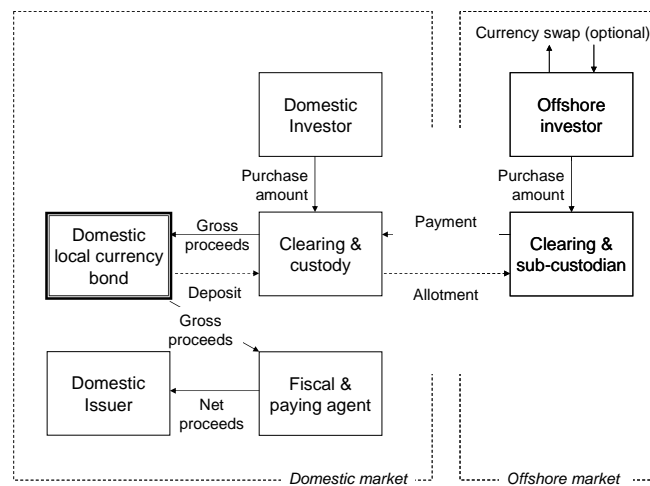 Currency swap (optional)
Domestic
Investor
Offshore
investor
Purchase
amount
Purchase
amount
Domestic
local currency
bond
Gross
proceeds
Clearing &
custody
Payment
Clearing &
sub-custodian
Deposit
Allotment
Gross
proceeds
Domestic
Issuer
Net
proceeds
Fiscal &
paying agent
Domestic market
Offshore market